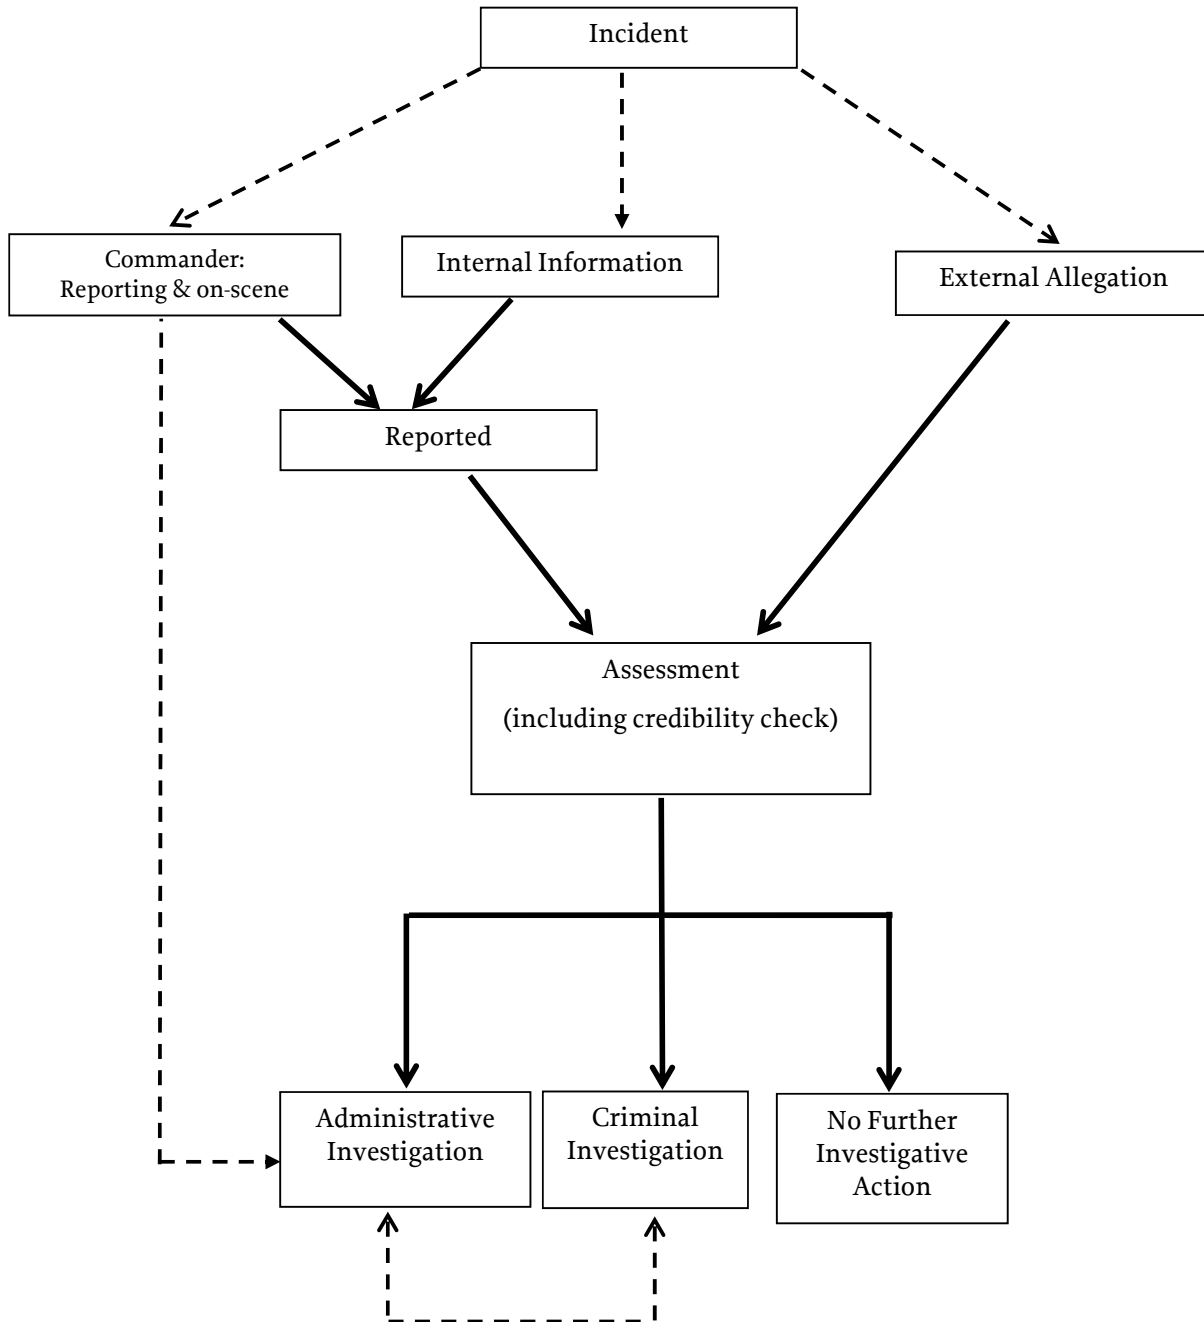 Incident
Commander:
Reporting & on-scene
Internal Information
External Allegation
Reported
Assessment
(including credibility check)
Administrative
Investigation
Criminal
Investigation
No Further
Investigative
Action